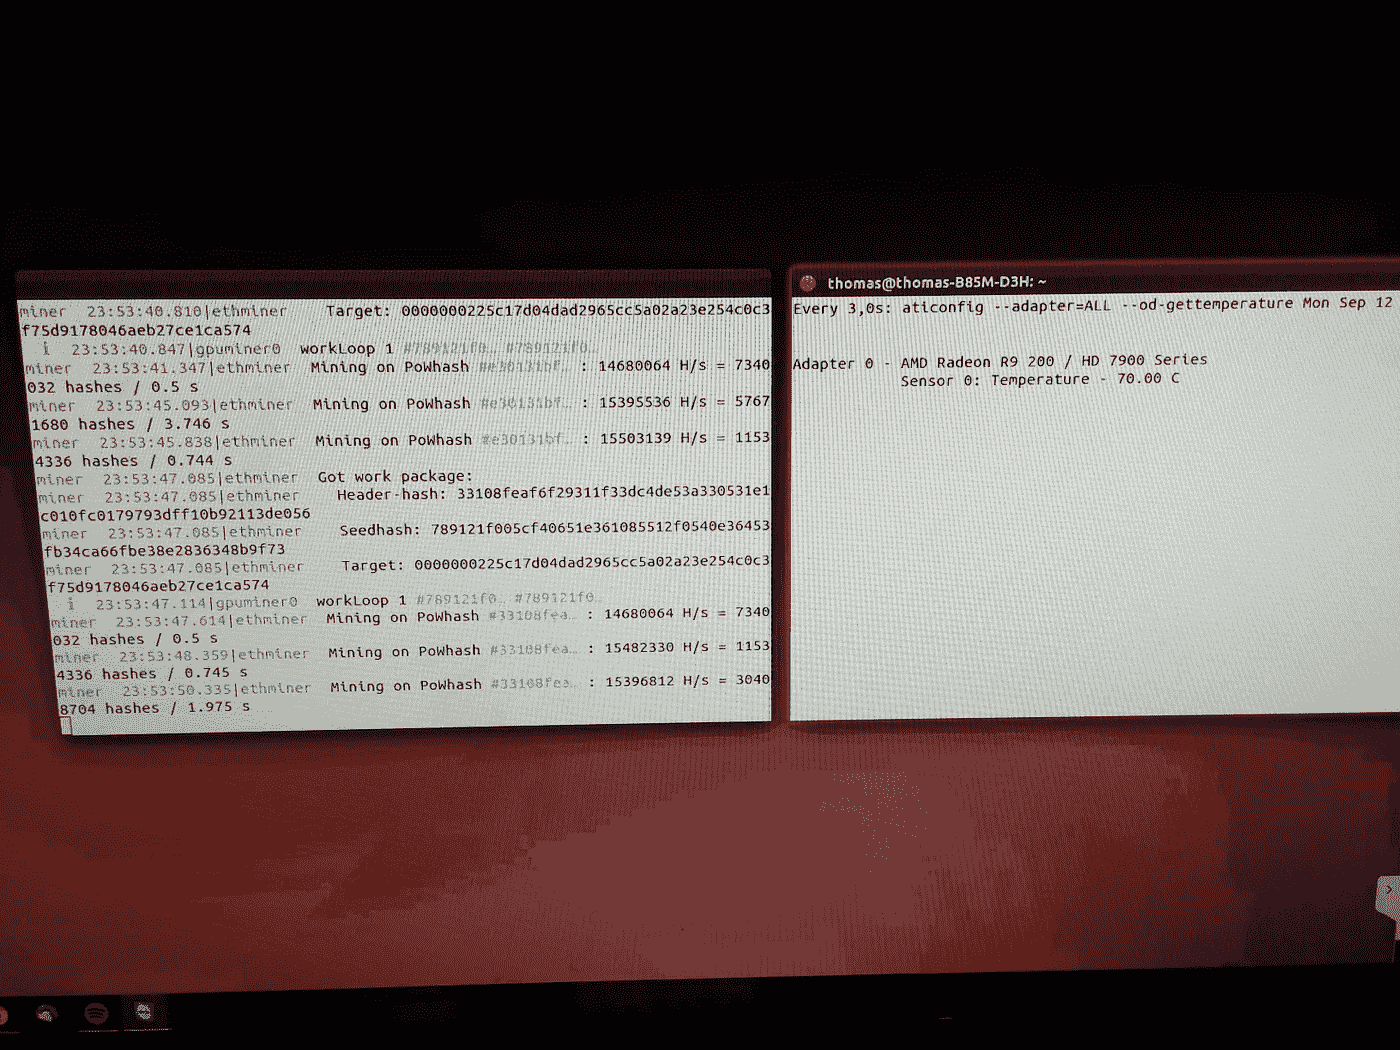 miner 23:53:40.810|ethminer Target: 0000000225c17d04dad2965cc5a02a23e254c0c3
f75d9178046aeb27ce1ca574
ℹ 23:53:40.847|gpuminer0 workLoop 1 #789121f0… #789121f0…
miner 23:53:41.347|ethminer Mining on PoWhash #e30131bf… : 14680064 H/s = 7340
032 hashes / 0.5 s
miner 23:53:45.093|ethminer Mining on PoWhash #e30131bf… : 15395536 H/s = 5767
1680 hashes / 3.746 s
miner 23:53:45.838|ethminer Mining on PoWhash #e30131bf… : 15503139 H/s = 1153
4336 hashes / 0.744 s
miner 23:53:47.085|ethminer Got work package:
miner 23:53:47.085|ethminer Header-hash: 33108feaf6f29311f33dc4de53a330531e1
c010fc0179793dff10b92113de056
miner 23:53:47.085|ethminer Seedhash: 789121f005cf40651e361085512f0540e36453
fb34ca66fbe38e2836348b9f73
miner 23:53:47.085|ethminer Target: 0000000225c17d04dad2965cc5a02a23e254c0c3
f75d9178046aeb27ce1ca574
ℹ 23:53:47.114|gpuminer0 workLoop 1 #789121f0… #789121f0…
miner 23:53:47.614|ethminer Mining on PoWhash #33108fea… : 14680064 H/s = 7340
032 hashes / 0.5 s
miner 23:53:48.359|ethminer Mining on PoWhash #33108fea… : 15482330 H/s = 1153
4336 hashes / 0.745 s
miner 23:53:50.335|ethminer Mining on PoWhash #33108fea… : 15396812 H/s = 3040
8704 hashes / 1.975 s
thomas@thomas-B85M-D3H: ~
Every 3,0s: aticonfig --adapter=ALL --od-gettemperature Mon Sep 12
Adapter 0 - AMD Radeon R9 200 / HD 7900 Series
Sensor 0: Temperature - 70.00 C